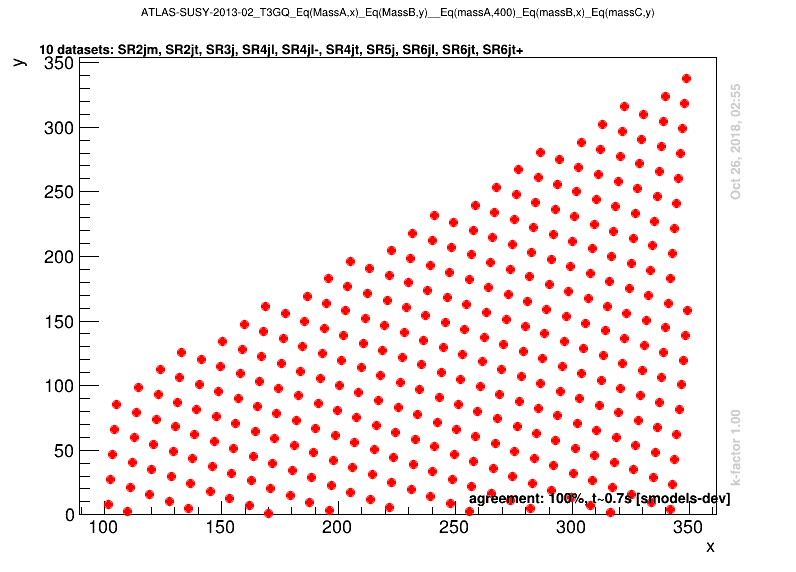 ATLAS-SUSY-2013-02_T3GQ_Eq(MassA,x)_Eq(MassB,y)__Eq(massA,400)_Eq(massB,x)_Eq(massC,y)
10 datasets: SR2jm, SR2jt, SR3j, SR4jl, SR4jl-, SR4jt, SR5j, SR6jl, SR6jt, SR6jt+
y
350
300
250
200
150
100
50
0
100
150
200
250
300
350
x
agreement: 100%, t~0.7s [smodels-dev]
Oct 26, 2018, 02:55
k-factor 1.00